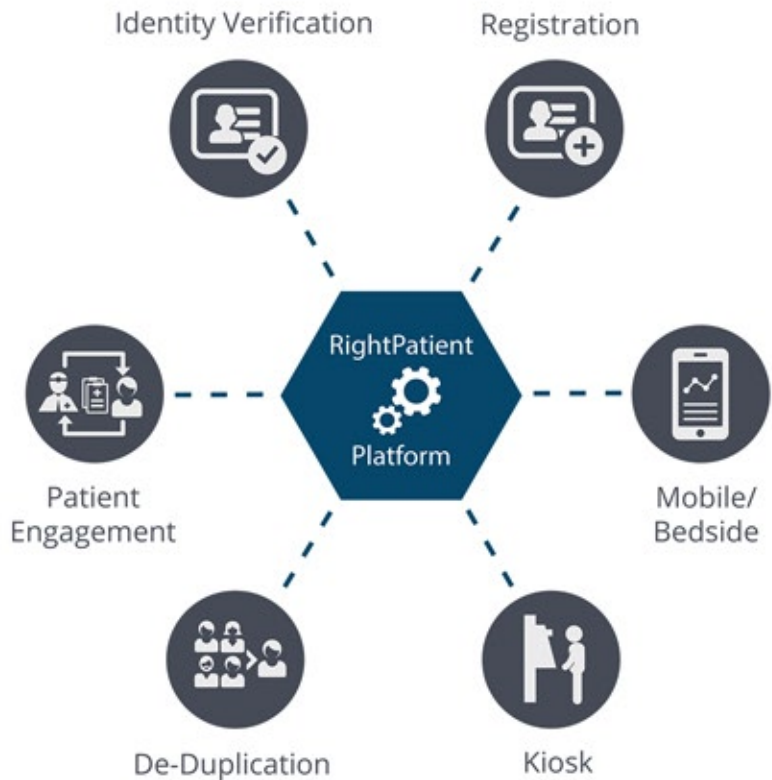 Identity Verification
Registration
RightPatient
Platform
Patient
Engagement
Mobile/
Bedside
De-Duplication
Kiosk